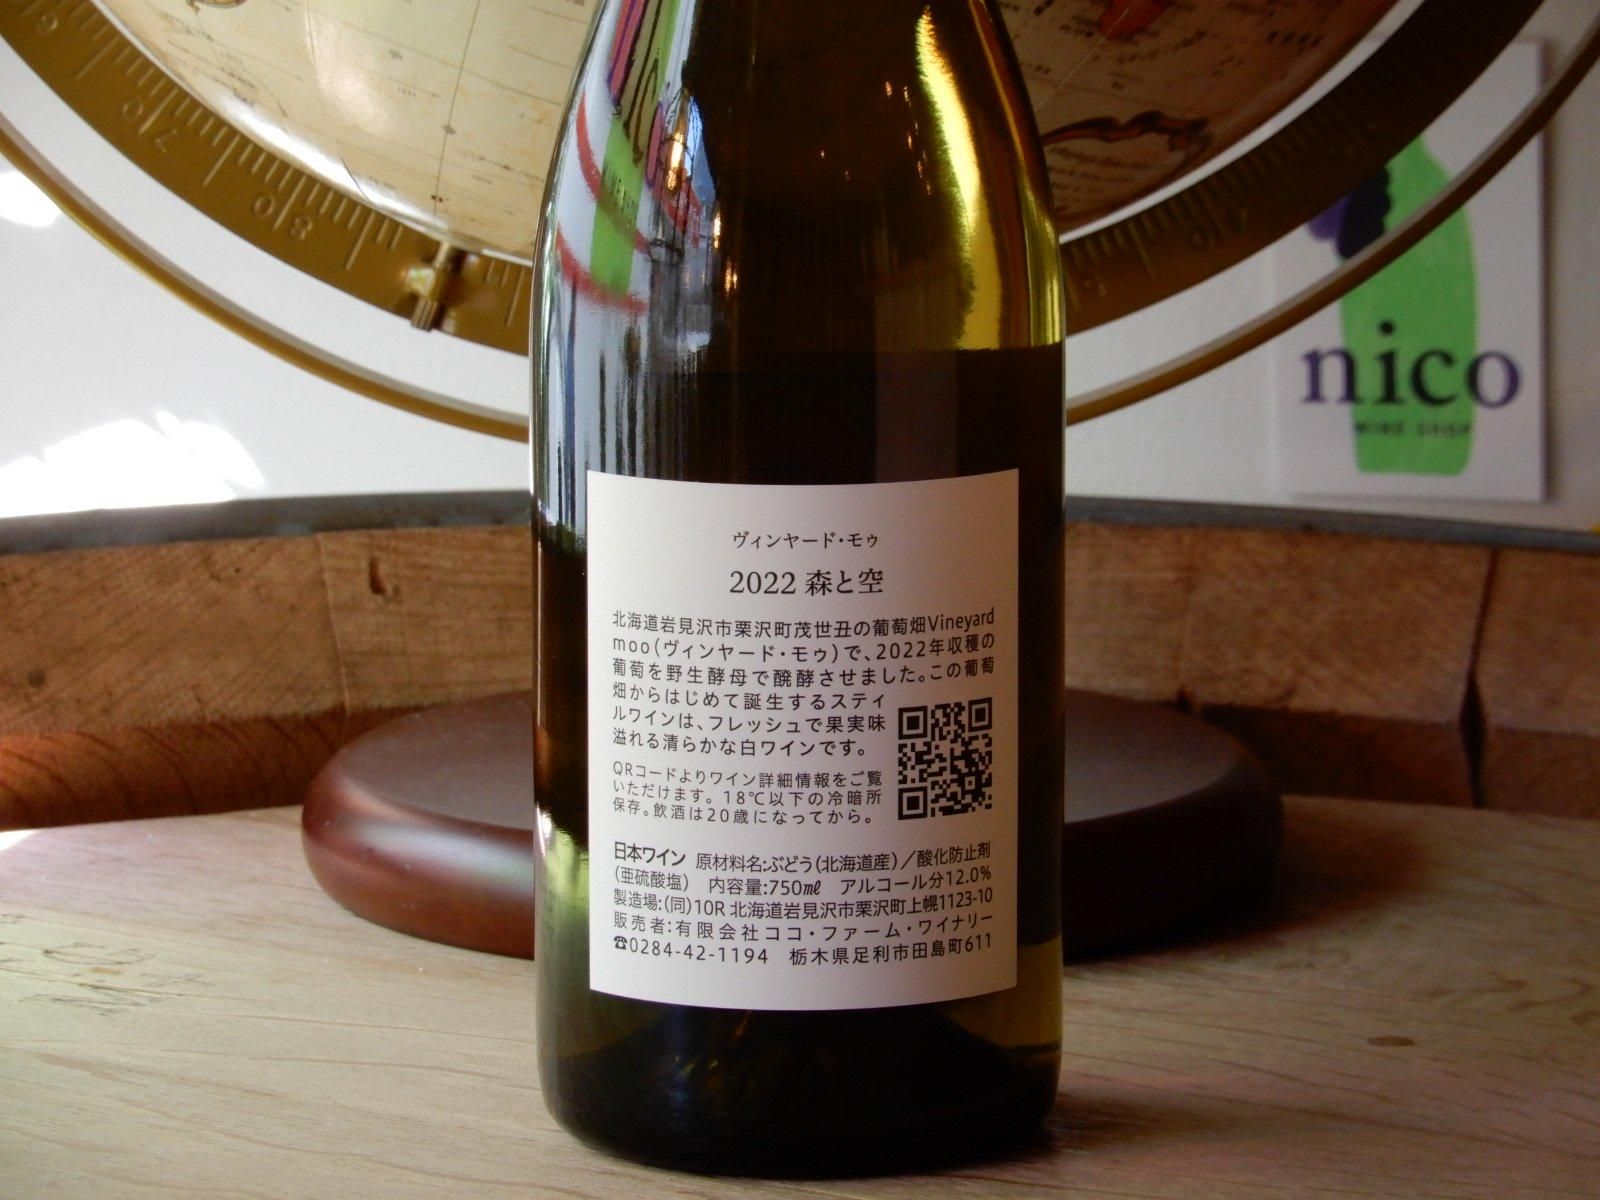 nico
WINE SHOP
ヴィンヤード・モゥ
2022 森と空
北海道岩見沢市栗沢町茂世丑の葡萄畑Vineyard
moo(ヴィンヤード・モゥ)で、2022年収穫の
葡萄を野生酵母で醗酵させました。この葡萄
畑からはじめて誕生するスティ
ルワインは、フレッシュで果実味
溢れる清らかな白ワインです。
QRコードよりワイン詳細情報をご覧
いただけます。18℃以下の冷暗所
保存。飲酒は20歳になってから。
日本ワイン 原材料名:ぶどう(北海道産)／酸化防止剤
(亜硫酸塩) 内容量:750㎖ アルコール分12.0%
製造場:(同)10R 北海道岩見沢市栗沢町上幌1123-10
販売者:有限会社ココ・ファーム・ワイナリー
☎0284-42-1194 栃木県足利市田島町611